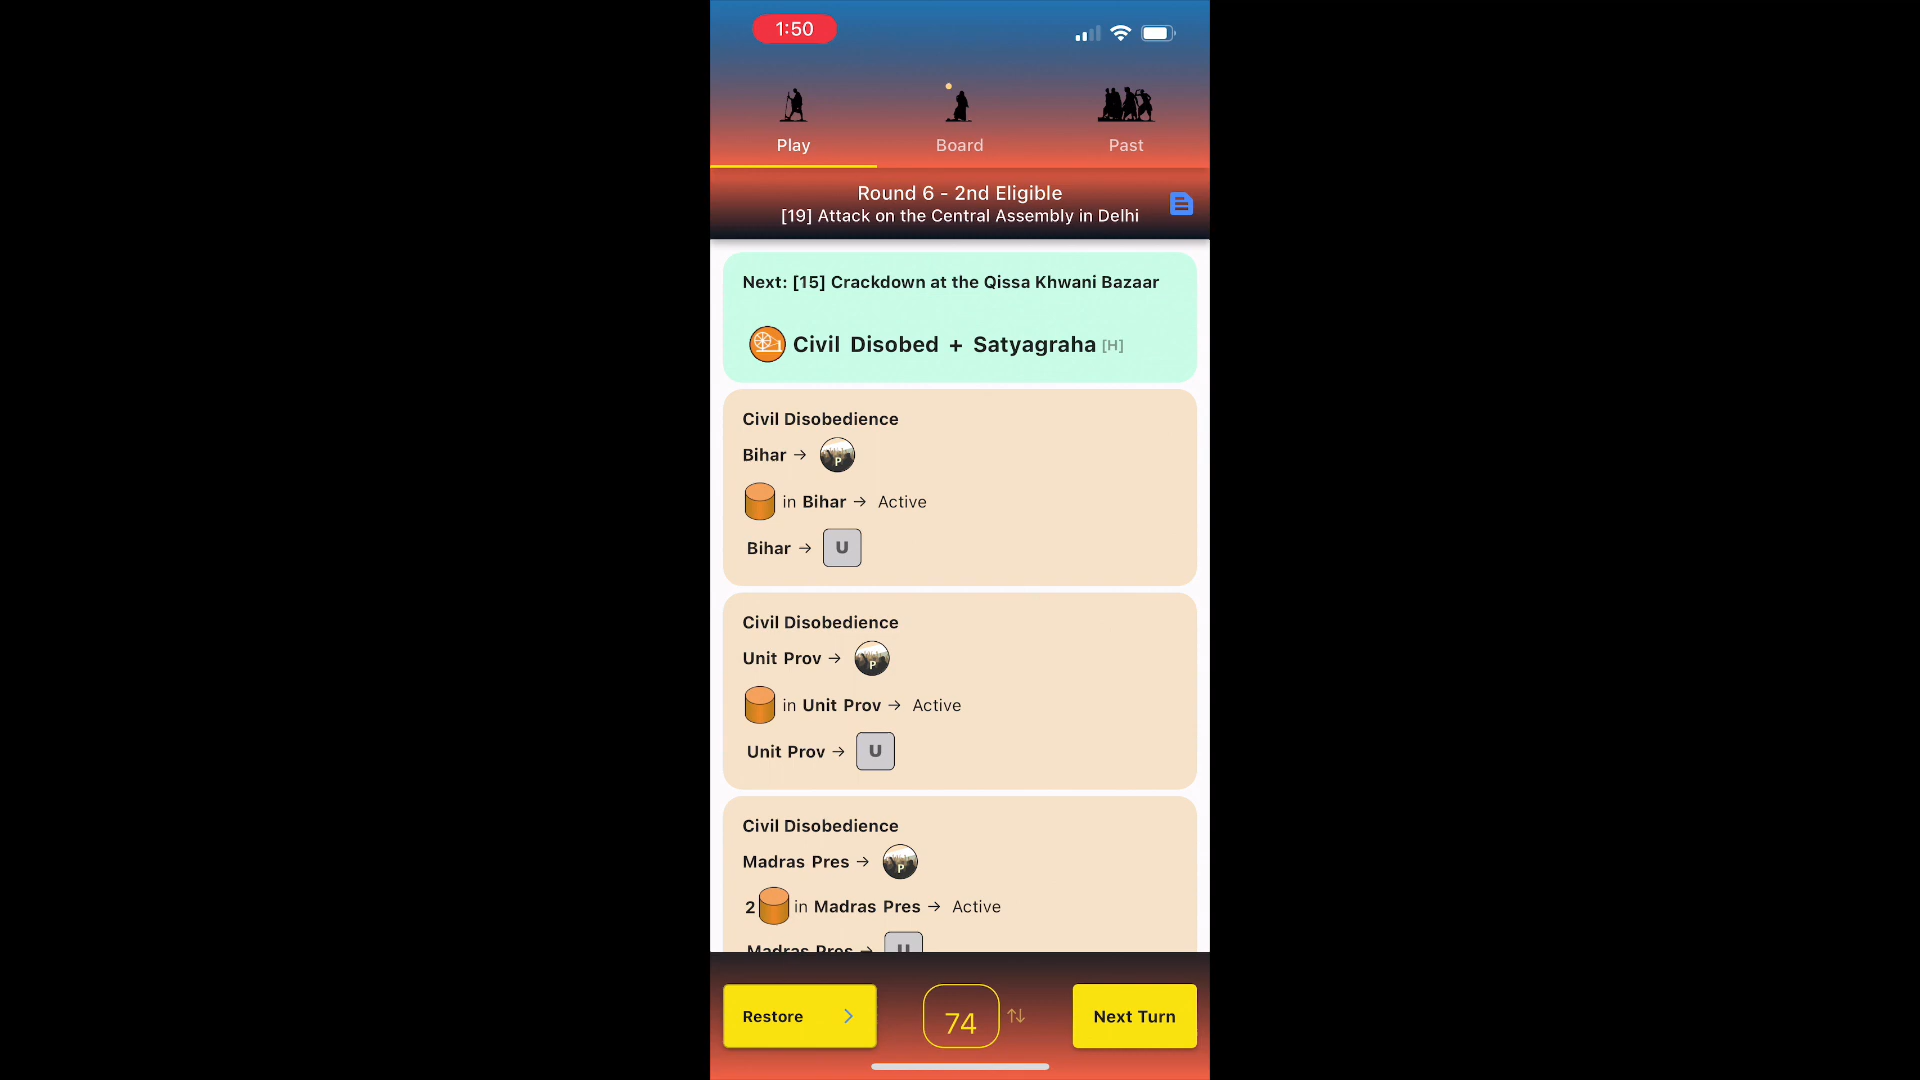 1:50
Play Board Past
Round 6 - 2nd Eligible
[19] Attack on the Central Assembly in Delhi
Next: [15] Crackdown at the Qissa Khwani Bazaar
Civil Disobed + Satyagraha [H]
Civil Disobedience
Bihar → P
in Bihar → Active
Bihar → U
Civil Disobedience
Unit Prov → P
in Unit Prov → Active
Unit Prov → U
Civil Disobedience
Madras Pres → P
2 in Madras Pres → Active
Madras Pres → U
Restore 74 Next Turn